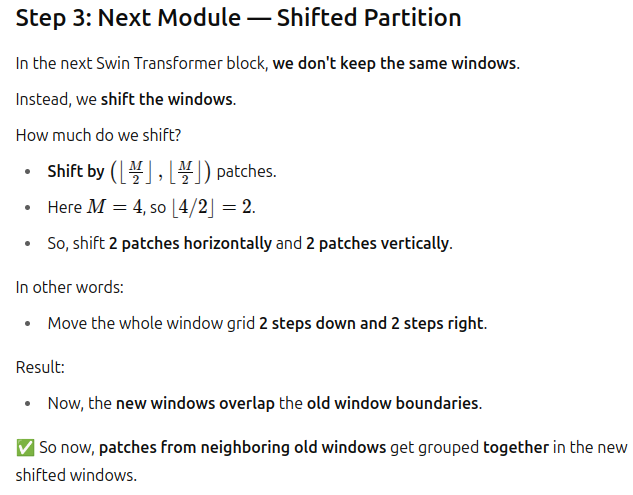 Step 3: Next Module — Shifted Partition
In the next Swin Transformer block, we don't keep the same windows.
Instead, we shift the windows.
How much do we shift?
• Shift by (⌊M/2⌋, ⌊M/2⌋) patches.
• Here M = 4, so ⌊4/2⌋ = 2.
• So, shift 2 patches horizontally and 2 patches vertically.
In other words:
• Move the whole window grid 2 steps down and 2 steps right.
Result:
• Now, the new windows overlap the old window boundaries.
✅ So now, patches from neighboring old windows get grouped together in the new
shifted windows.